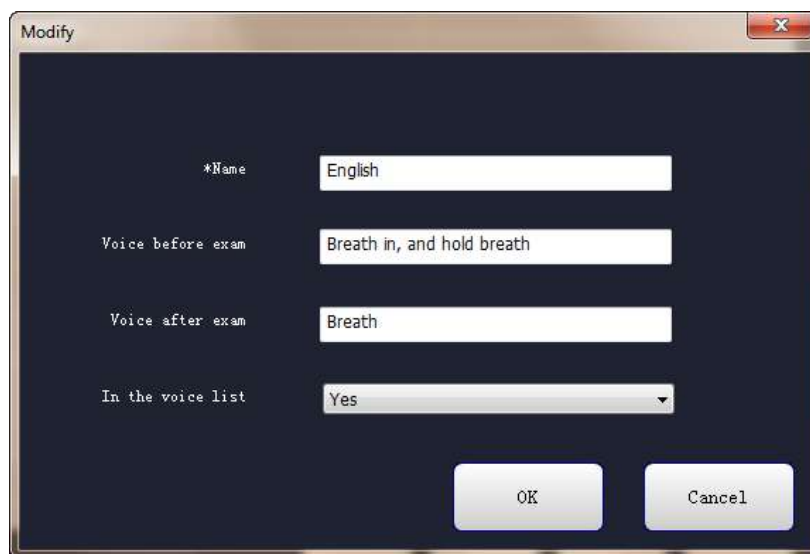 Modify
*Name
English
Voice before exam
Breath in, and hold breath
Voice after exam
Breath
In the voice list
Yes
OK
Cancel